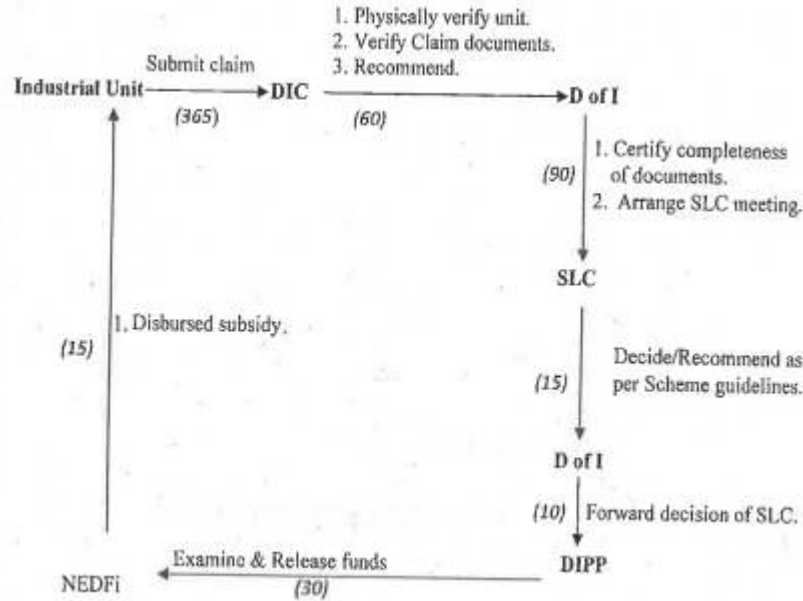 1. Physically verify unit.
2. Verify Claim documents.
3. Recommend.
Submit claim
Industrial Unit
DIC
D of I
(365)
(60)
(90)
1. Certify completeness
of documents.
2. Arrange SLC meeting.
SLC
1. Disbursed subsidy.
(15)
(15)
Decide/Recommend as
per Scheme guidelines.
D of I
(10)
Forward decision of SLC.
Examine & Release funds
DIPP
NEDFi
(30)